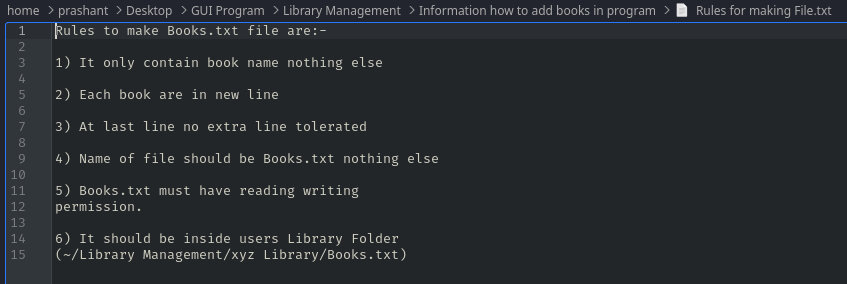 home > prashant > Desktop > GUI Program > Library Management > Information how to add books in program > Rules for making File.txt
1 Rules to make Books.txt file are:-
2
3 1) It only contain book name nothing else
4
5 2) Each book are in new line
6
7 3) At last line no extra line tolerated
8
9 4) Name of file should be Books.txt nothing else
10
11 5) Books.txt must have reading writing
12 permission.
13
14 6) It should be inside users Library Folder
15 (~/Library Management/xyz Library/Books.txt)